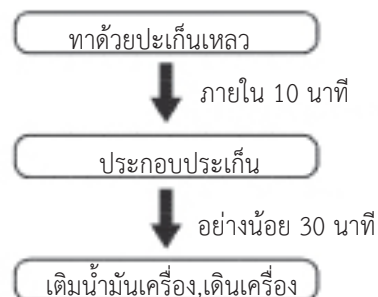 ทาด้วยปะเก็นเหลว
ภายใน 10 นาที
ประกอบประเก็น
อย่างน้อย 30 นาที
เติมน้ำมันเครื่อง,เดินเครื่อง